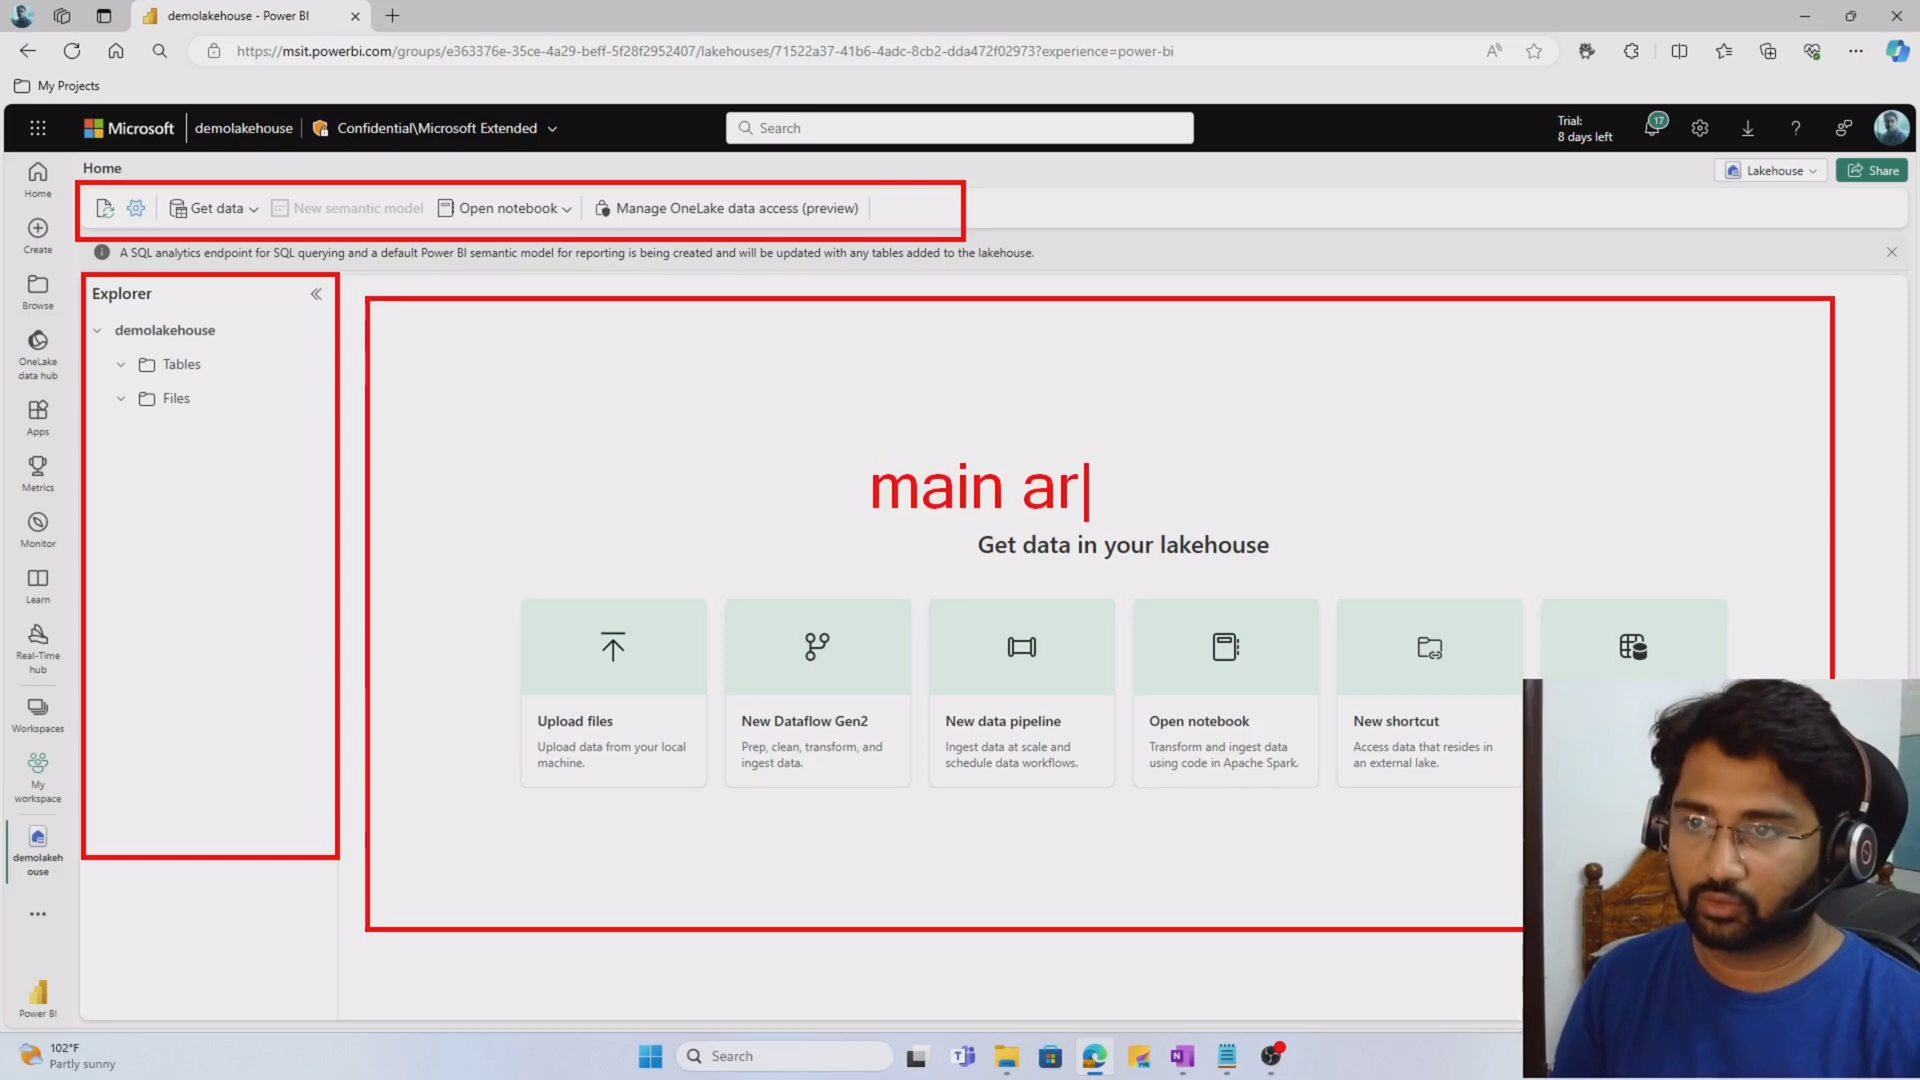 demolakehouse - Power BI
https://msit.powerbi.com/groups/e363376e-35ce-4a29-beff-5f28f2952407/lakehouses/71522a37-41b6-4adc-8cb2-dda472f02973?experience=power-bi
My Projects
Microsoft
demolakehouse
Confidential\Microsoft Extended
Search
Trial:
8 days left
17
Home
Lakehouse
Share
Get data
New semantic model
Open notebook
Manage OneLake data access (preview)
A SQL analytics endpoint for SQL querying and a default Power BI semantic model for reporting is being created and will be updated with any tables added to the lakehouse.
Home
Create
Browse
OneLake
data hub
Apps
Metrics
Monitor
Learn
Real-Time
hub
Workspaces
My
workspace
demolakeh
ouse
Power BI
Explorer
demolakehouse
Tables
Files
main ar
Get data in your lakehouse
Upload files
Upload data from your local
machine.
New Dataflow Gen2
Prep, clean, transform, and
ingest data.
New data pipeline
Ingest data at scale and
schedule data workflows.
Open notebook
Transform and ingest data
using code in Apache Spark.
New shortcut
Access data that resides in
an external lake.
102°F
Partly sunny
Search